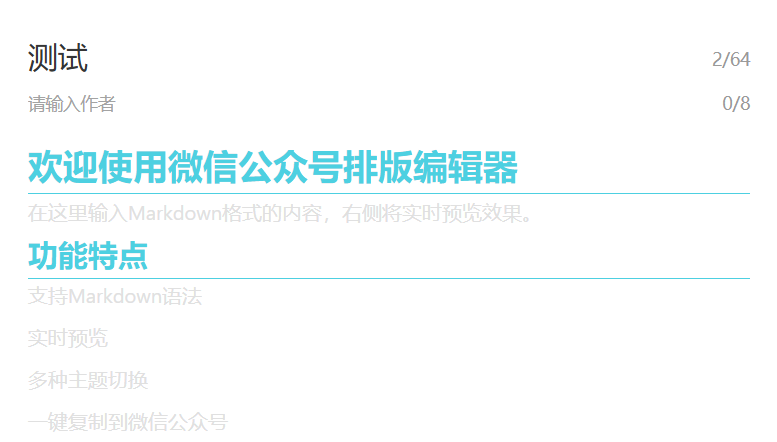 测试
2/64
请输入作者
0/8
欢迎使用微信公众号排版编辑器
在这里输入Markdown格式的内容，右侧将实时预览效果。
功能特点
支持Markdown语法
实时预览
多种主题切换
一键复制到微信公众号